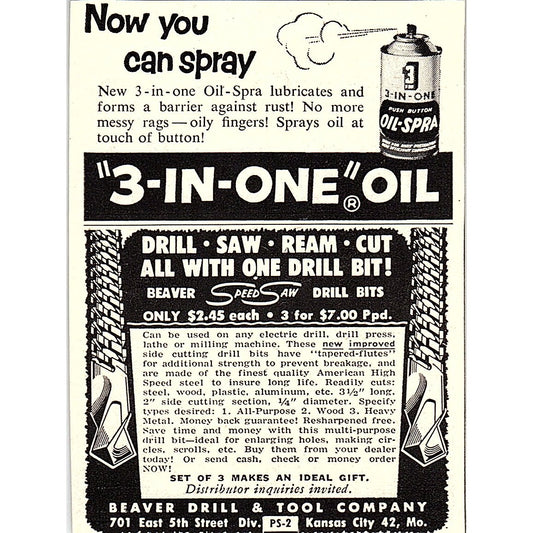 Now you
can spray
New 3-in-one Oil-Spra lubricates and
forms a barrier against rust! No more
messy rags — oily fingers! Sprays oil at
touch of button!
3
3-IN-ONE
PUSH BUTTON
OIL-SPRA
"3-IN-ONE"® OIL
DRILL · SAW · REAM · CUT
ALL WITH ONE DRILL BIT!
BEAVER SPEED SAW DRILL BITS
ONLY $2.45 each · 3 for $7.00 Ppd.
Can be used on any electric drill, drill press,
lathe or milling machine. These new improved
side cutting drill bits have "tapered-flutes"
for additional strength to prevent breakage, and
are made of the finest quality American High
Speed steel to insure long life. Readily cuts:
steel, wood, plastic, aluminum, etc. 3½" long,
2" side cutting section, ¼" diameter. Specify
types desired: 1. All-Purpose 2. Wood 3. Heavy
Metal. Money back guarantee! Resharpened free.
Save time and money with this multi-purpose
drill bit—ideal for enlarging holes, making cir-
cles, scrolls, etc. Buy them from your dealer
today! Or send cash, check or money order
NOW!
SET OF 3 MAKES AN IDEAL GIFT.
Distributor inquiries invited.
BEAVER DRILL & TOOL COMPANY
701 East 5th Street Div. PS-2 Kansas City 42, Mo.